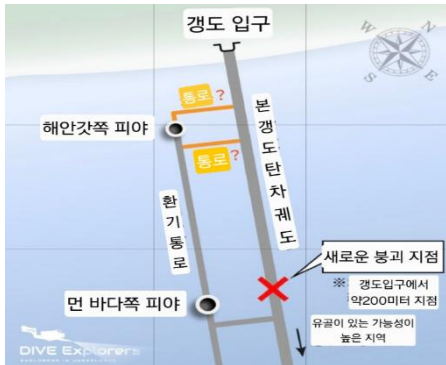 갱도 입구
W
N
S
E
통로?
해안갓쪽 피야
통로?
본갱도탄차궤도
환기통로
새로운 붕괴 지점
※ 갱도입구에서
약200미터 지점
먼 바다쪽 피야
유골이 있는 가능성이
높은 지역
DIVE Explorers